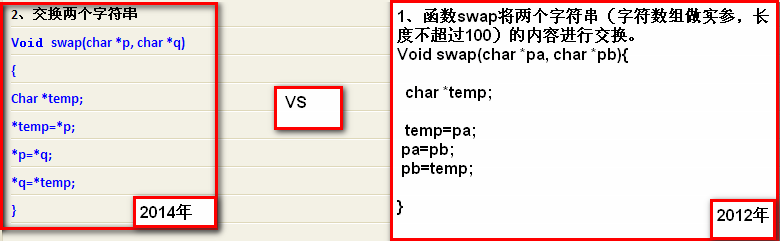 2、交换两个字符串
Void swap(char *p, char *q)
{
Char *temp;
*temp=*p;
*p=*q;
*q=*temp;
}
2014年
VS
1、函数swap将两个字符串（字符数组做实参，长
度不超过100）的内容进行交换。
Void swap(char *pa, char *pb){
char *temp;
temp=pa;
pa=pb;
pb=temp;
}
2012年